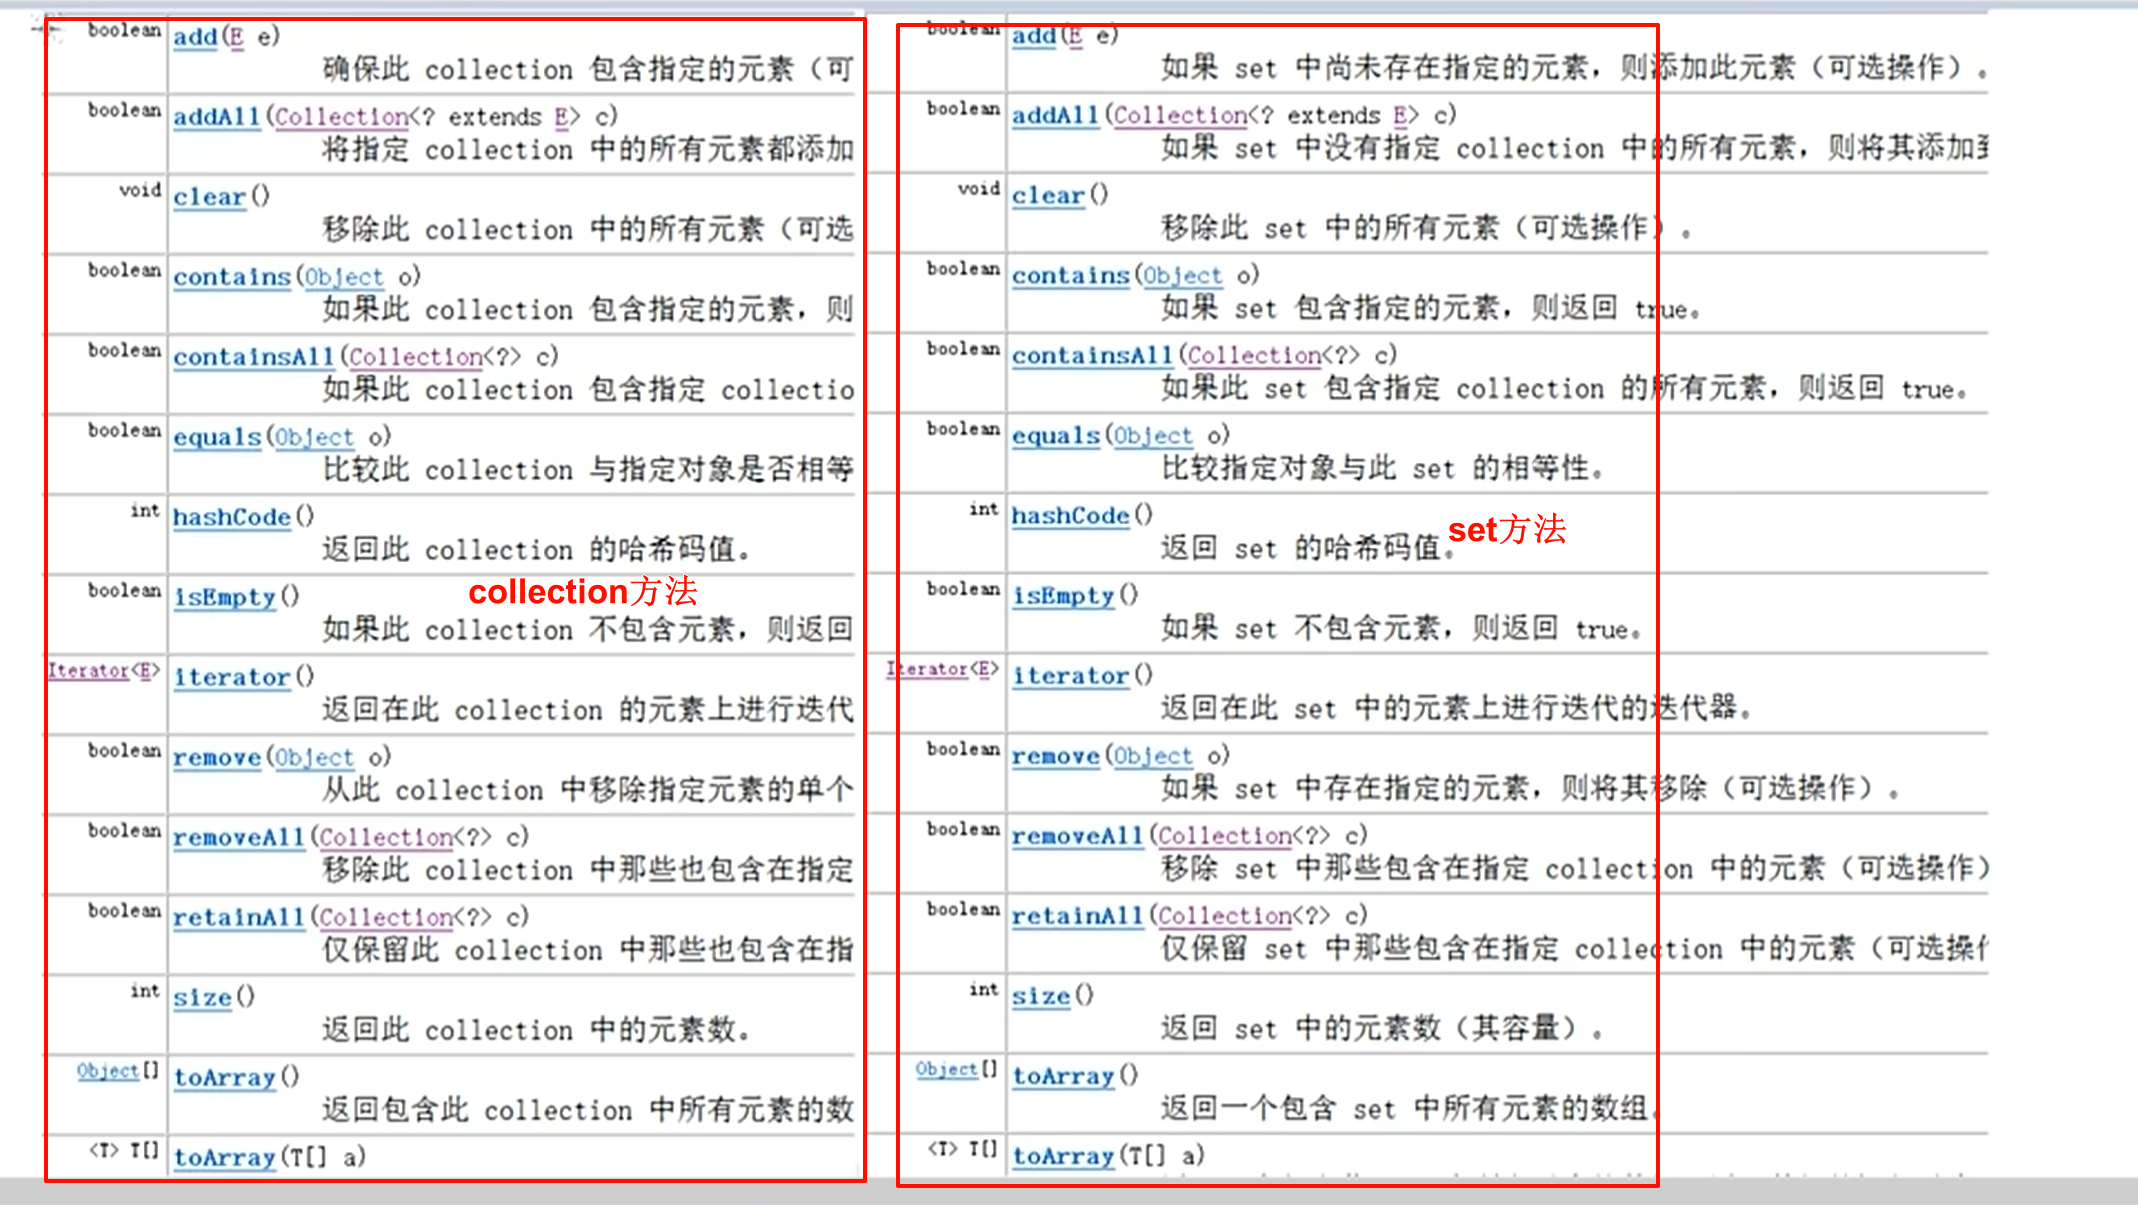 boolean add(E e)
确保此 collection 包含指定的元素（可
boolean addAll(Collection<? extends E> c)
将指定 collection 中的所有元素都添加
void clear()
移除此 collection 中的所有元素（可选
boolean contains(Object o)
如果此 collection 包含指定的元素，则
boolean containsAll(Collection<?> c)
如果此 collection 包含指定 collectio
boolean equals(Object o)
比较此 collection 与指定对象是否相等
int hashCode()
返回此 collection 的哈希码值。
collection方法
boolean isEmpty()
如果此 collection 不包含元素，则返回
Iterator<E> iterator()
返回在此 collection 的元素上进行迭代
boolean remove(Object o)
从此 collection 中移除指定元素的单个
boolean removeAll(Collection<?> c)
移除此 collection 中那些也包含在指定
boolean retainAll(Collection<?> c)
仅保留此 collection 中那些也包含在指
int size()
返回此 collection 中的元素数。
Object[] toArray()
返回包含此 collection 中所有元素的数
<T> T[] toArray(T[] a)
boolean add(E e)
如果 set 中尚未存在指定的元素，则添加此元素（可选操作）。
boolean addAll(Collection<? extends E> c)
如果 set 中没有指定 collection 中的所有元素，则将其添加到
void clear()
移除此 set 中的所有元素（可选操作）。
boolean contains(Object o)
如果 set 包含指定的元素，则返回 true。
boolean containsAll(Collection<?> c)
如果此 set 包含指定 collection 的所有元素，则返回 true。
boolean equals(Object o)
比较指定对象与此 set 的相等性。
int hashCode()
set方法
返回 set 的哈希码值。
boolean isEmpty()
如果 set 不包含元素，则返回 true。
Iterator<E> iterator()
返回在此 set 中的元素上进行迭代的迭代器。
boolean remove(Object o)
如果 set 中存在指定的元素，则将其移除（可选操作）。
boolean removeAll(Collection<?> c)
移除 set 中那些包含在指定 collection 中的元素（可选操作）
boolean retainAll(Collection<?> c)
仅保留 set 中那些包含在指定 collection 中的元素（可选操作
int size()
返回 set 中的元素数（其容量）。
Object[] toArray()
返回一个包含 set 中所有元素的数组。
<T> T[] toArray(T[] a)